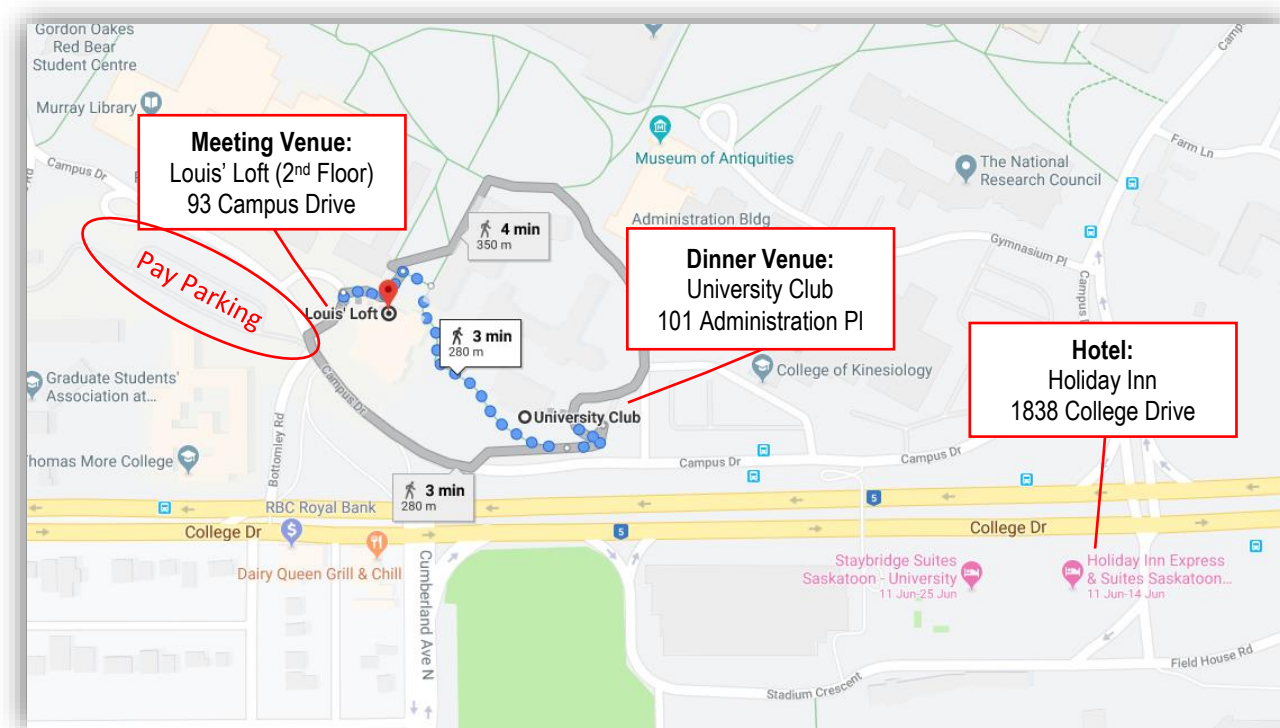 Gordon Oakes
Red Bear
Student Centre
Murray Library
Campus Dr
Meeting Venue:
Louis' Loft (2nd Floor)
93 Campus Drive
Pay Parking
Louis' Loft
4 min
350 m
3 min
280 m
3 min
280 m
Museum of Antiquities
Administration Bldg
The National
Research Council
Farm Ln
Gymnasium Pl
Dinner Venue:
University Club
101 Administration Pl
Hotel:
Holiday Inn
1838 College Drive
College of Kinesiology
University Club
Graduate Students'
Association at...
Thomas More College
Bottomley Rd
Campus Dr
Campus Dr
Campus Dr
RBC Royal Bank
College Dr
5
5
College Dr
Dairy Queen Grill & Chill
Cumberland Ave N
Staybridge Suites
Saskatoon - University
11 Jun-25 Jun
Holiday Inn Express
& Suites Saskatoon...
11 Jun-14 Jun
Stadium Crescent
Field House Rd